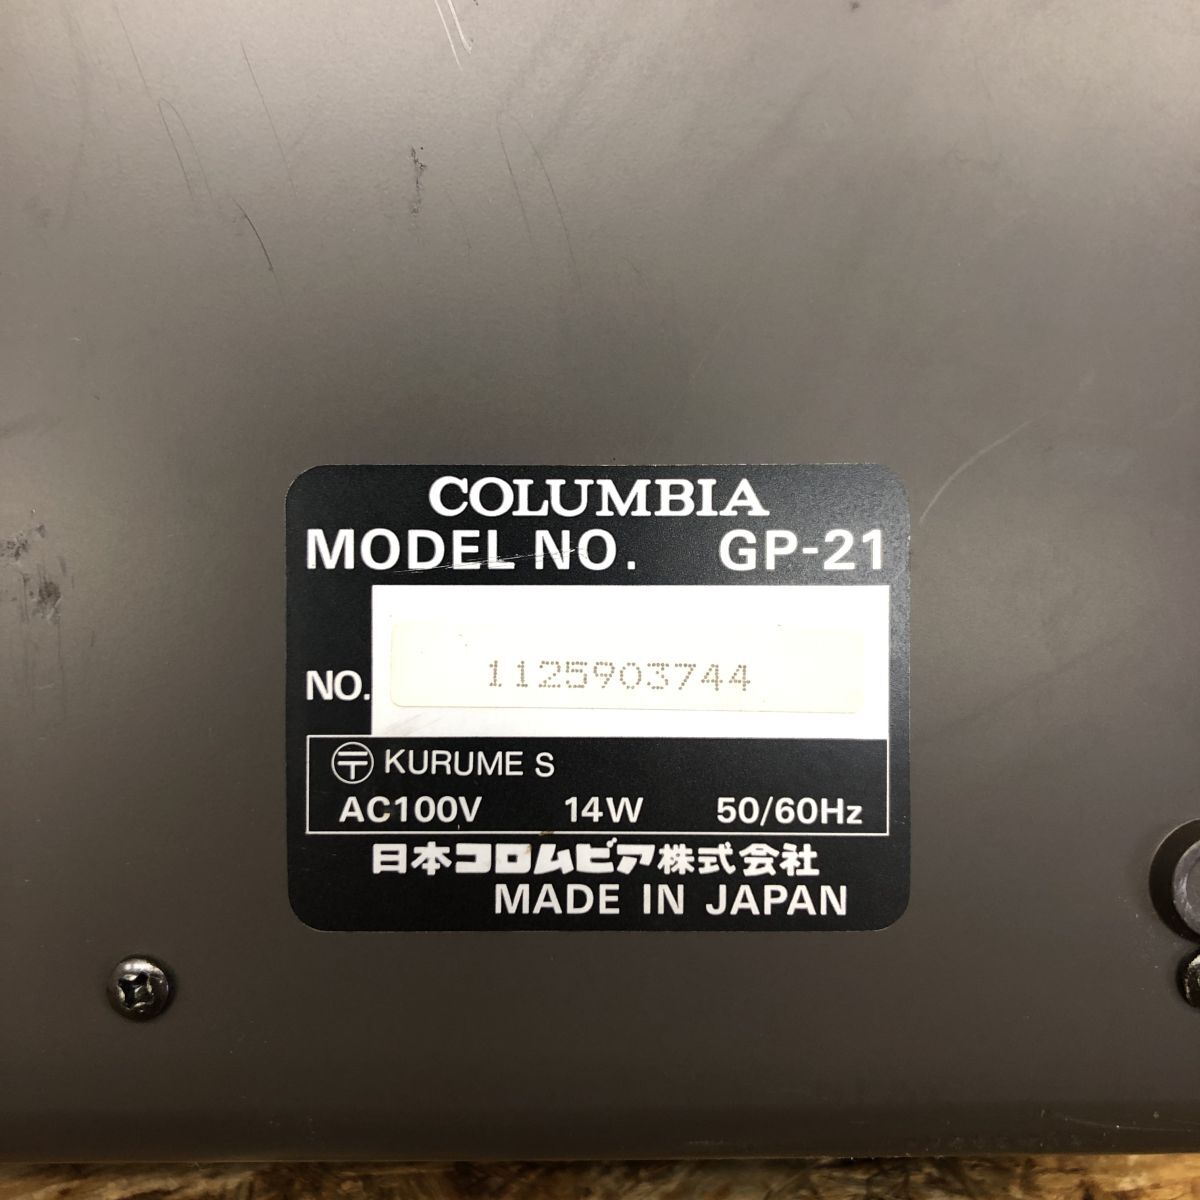 COLUMBIA
MODEL NO. GP-21
NO. 1125903744
〶 KURUME S
AC100V 14W 50/60Hz
日本コロムビア株式会社
MADE IN JAPAN